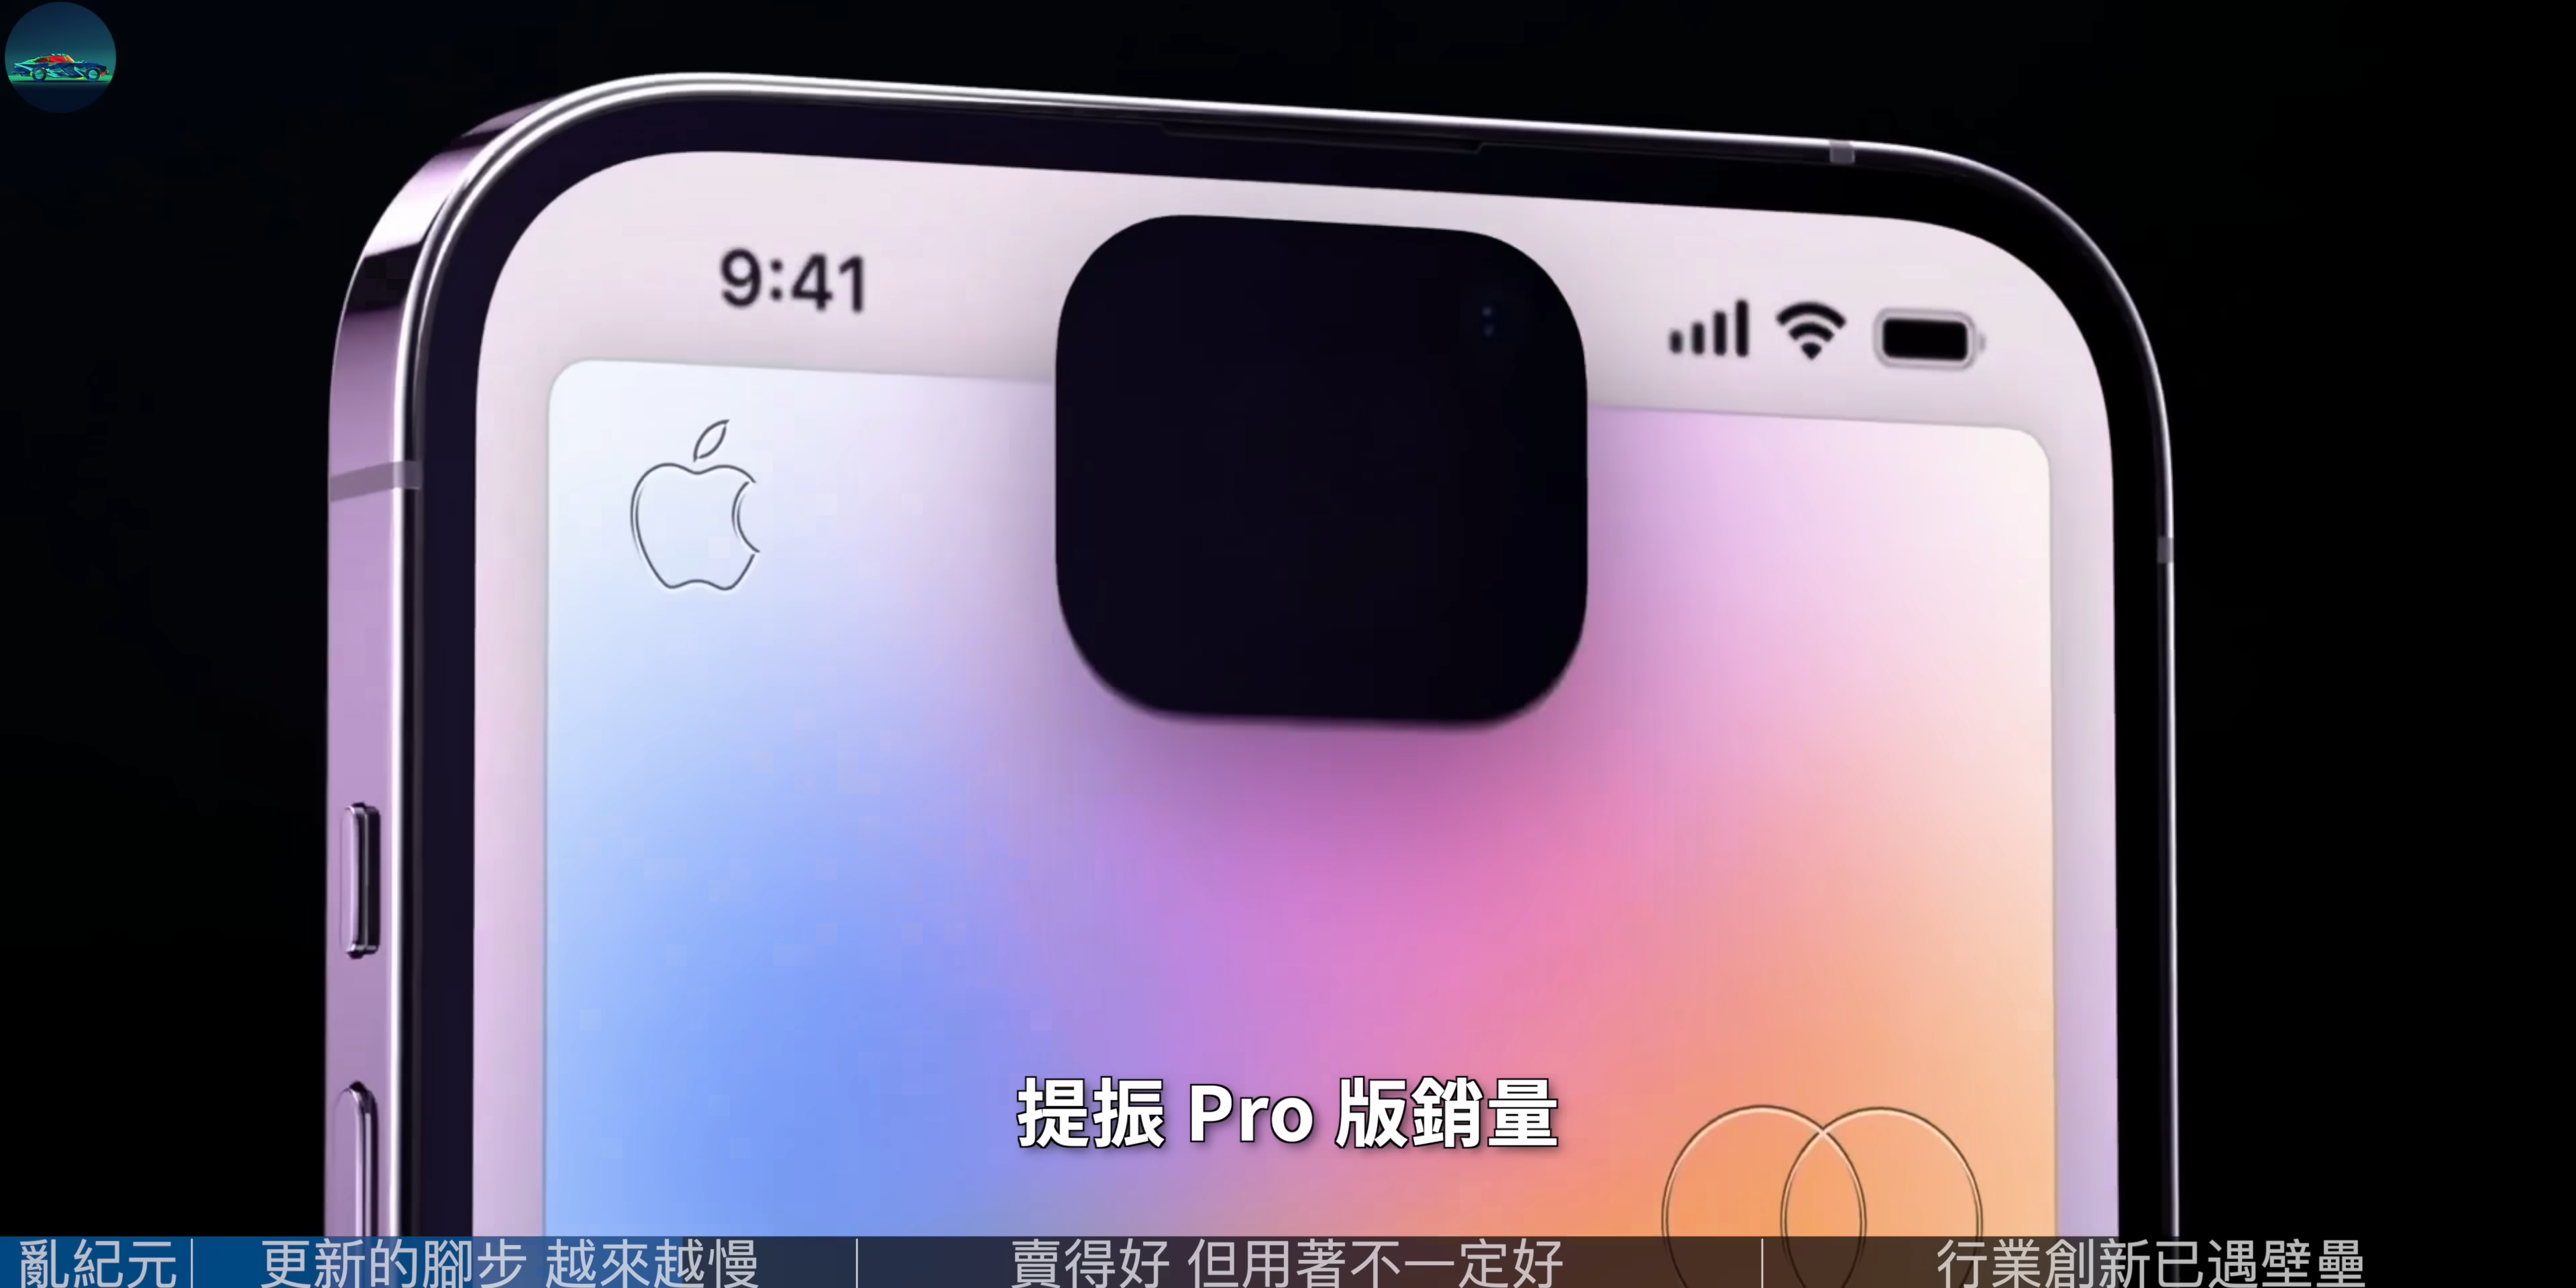 9:41
提振 Pro 版銷量
亂紀元
更新的腳步 越來越慢
賣得好 但用著不一定好
行業創新已遇壁壘